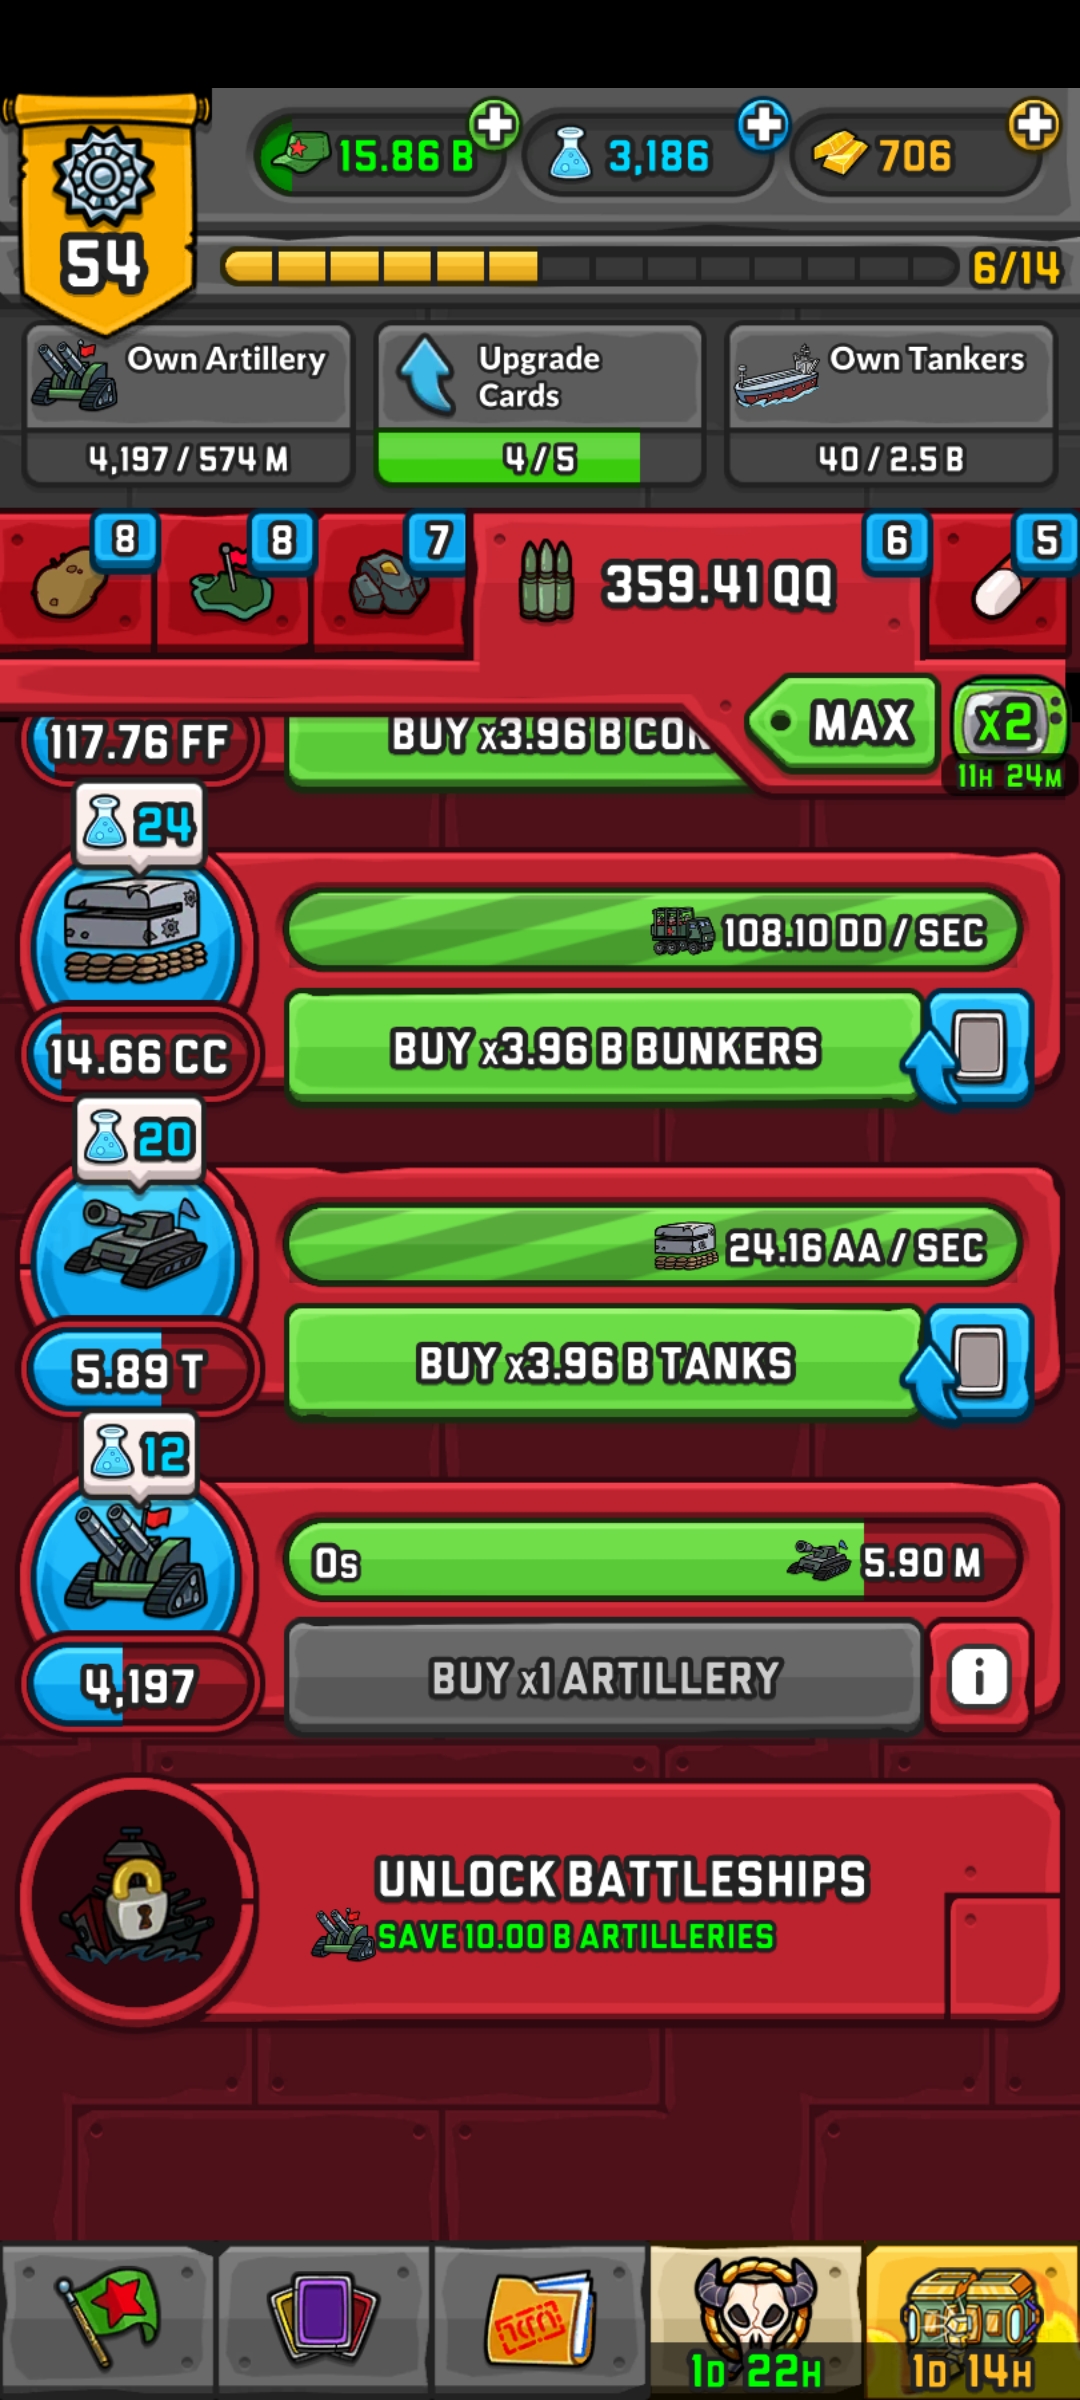 54
15.86 B
3,186
706
6/14
Own Artillery
4,197 / 574 M
Upgrade
Cards
4 / 5
Own Tankers
40 / 2.5 B
8
8
7
359.41 QQ
6
5
MAX
x2
11H 24M
117.76 FF
BUY x3.96 B CO
24
108.10 DD / SEC
14.66 CC
BUY x3.96 B BUNKERS
20
24.16 AA / SEC
5.89 T
BUY x3.96 B TANKS
12
0s
5.90 M
4,197
BUY x1 ARTILLERY
i
UNLOCK BATTLESHIPS
SAVE 10.00 B ARTILLERIES
1D 22H
1D 14H